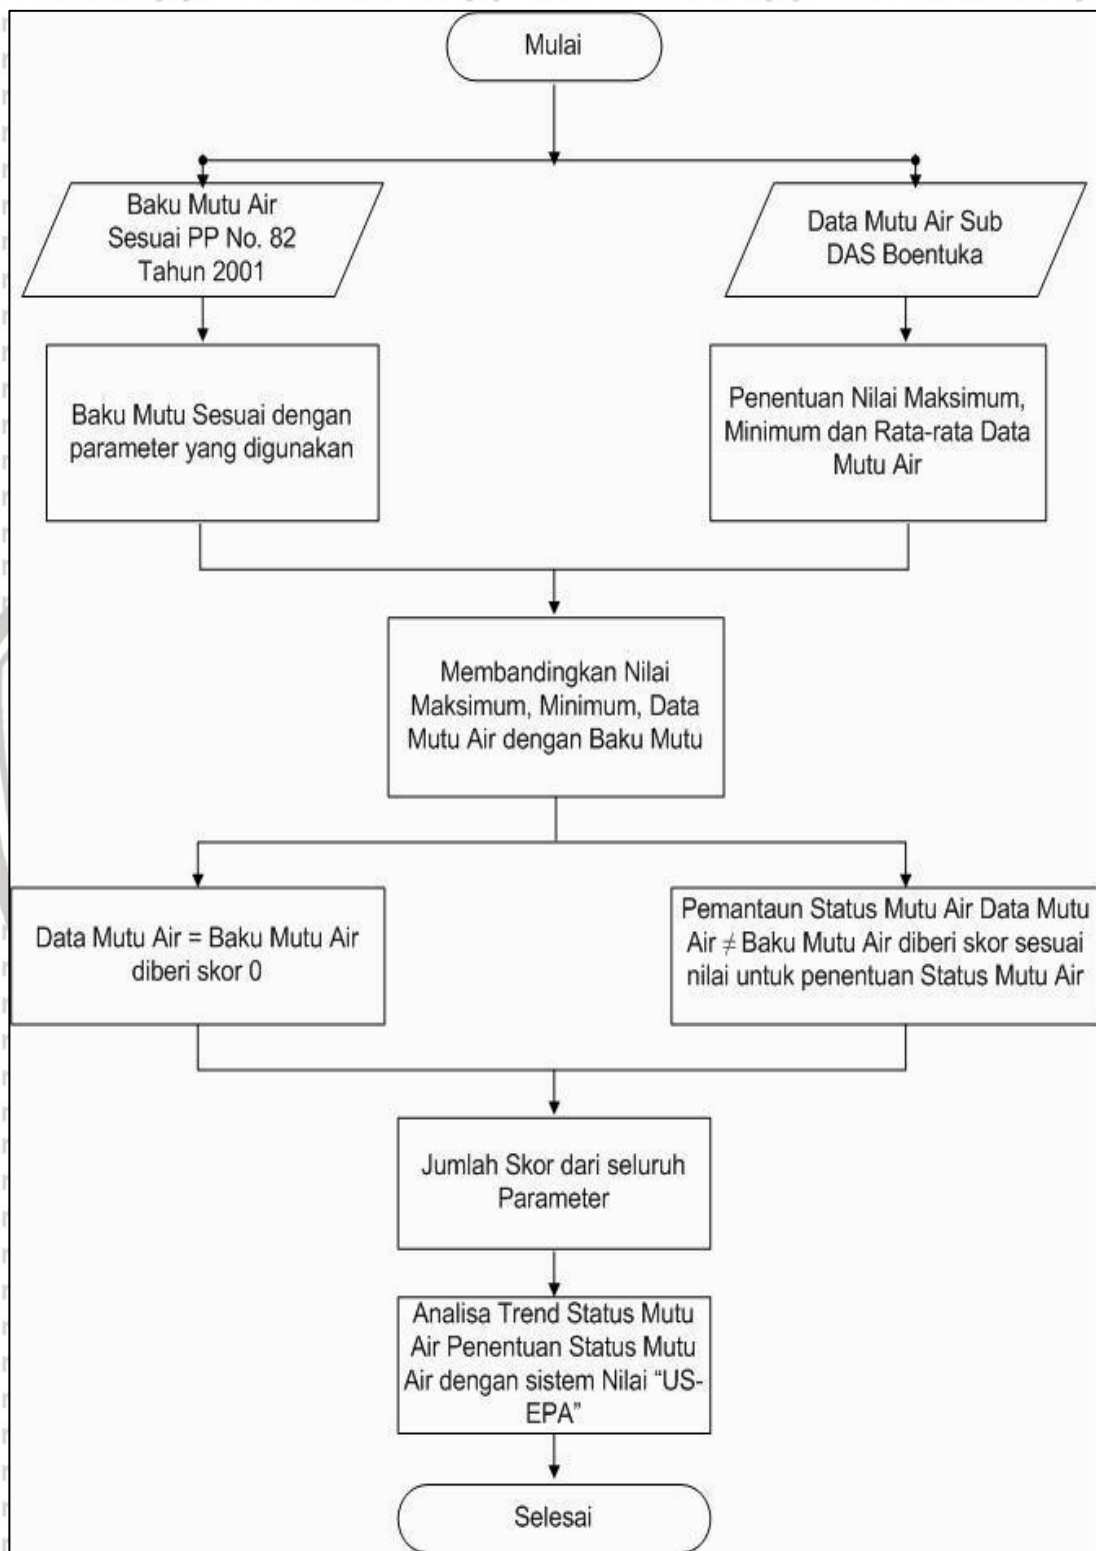 Mulai
Baku Mutu Air
Sesuai PP No. 82
Tahun 2001
Data Mutu Air Sub
DAS Boentuka
Baku Mutu Sesuai dengan
parameter yang digunakan
Penentuan Nilai Maksimum,
Minimum dan Rata-rata Data
Mutu Air
Membandingkan Nilai
Maksimum, Minimum, Data
Mutu Air dengan Baku Mutu
Data Mutu Air = Baku Mutu Air
diberi skor 0
Pemantaun Status Mutu Air Data Mutu
Air ≠ Baku Mutu Air diberi skor sesuai
nilai untuk penentuan Status Mutu Air
Jumlah Skor dari seluruh
Parameter
Analisa Trend Status Mutu
Air Penentuan Status Mutu
Air dengan sistem Nilai “US-
EPA”
Selesai